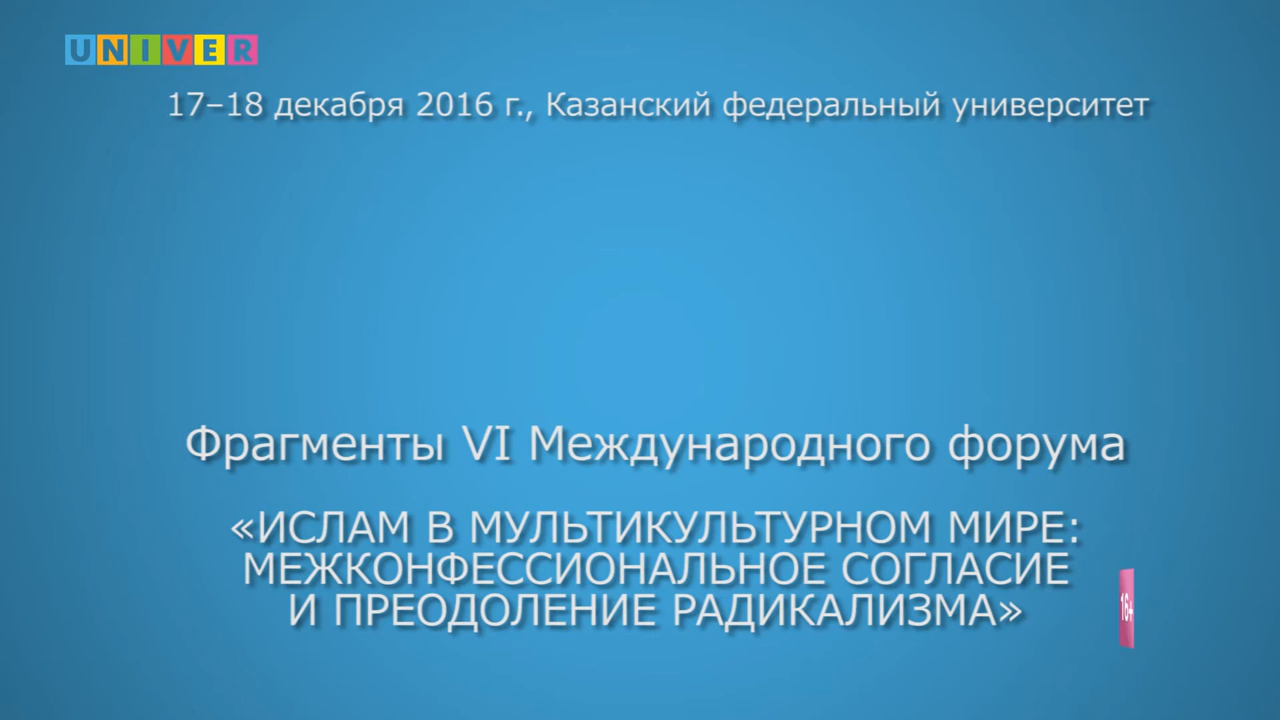 UNIVER
17–18 декабря 2016 г., Казанский федеральный университет
Фрагменты VI Международного форума
«ИСЛАМ В МУЛЬТИКУЛЬТУРНОМ МИРЕ:
МЕЖКОНФЕССИОНАЛЬНОЕ СОГЛАСИЕ
И ПРЕОДОЛЕНИЕ РАДИКАЛИЗМА»
16+